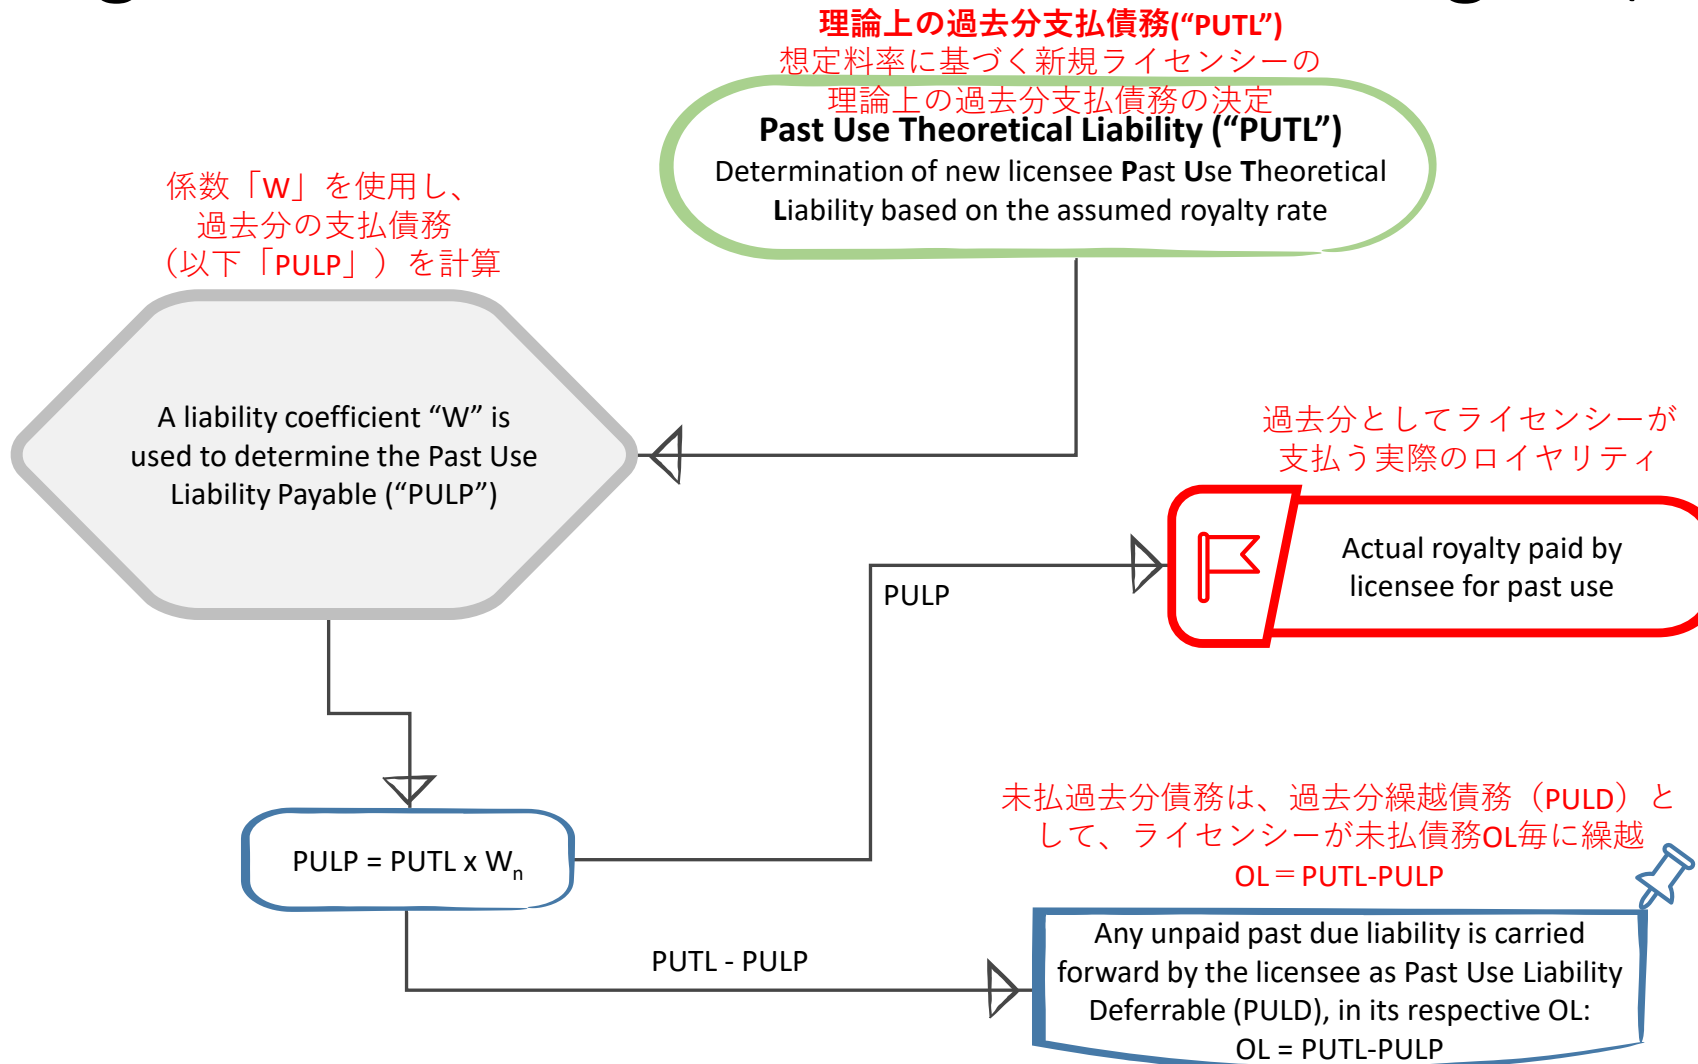 理論上の過去分支払債務(“PUTL”)
想定料率に基づく新規ライセンシーの
理論上の過去分支払債務の決定
Past Use Theoretical Liability (“PUTL”)
Determination of new licensee Past Use Theoretical
Liability based on the assumed royalty rate
係数「W」を使用し、
過去分の支払債務
（以下「PULP」）を計算
A liability coefficient “W” is
used to determine the Past Use
Liability Payable (“PULP”)
過去分としてライセンシーが
支払う実際のロイヤリティ
Actual royalty paid by
licensee for past use
PULP
PULP = PUTL x Wn
未払過去分債務は、過去分繰越債務（PULD）と
して、ライセンシーが未払債務OL毎に繰越
OL＝PUTL-PULP
PUTL - PULP
Any unpaid past due liability is carried
forward by the licensee as Past Use Liability
Deferrable (PULD), in its respective OL:
OL = PUTL-PULP